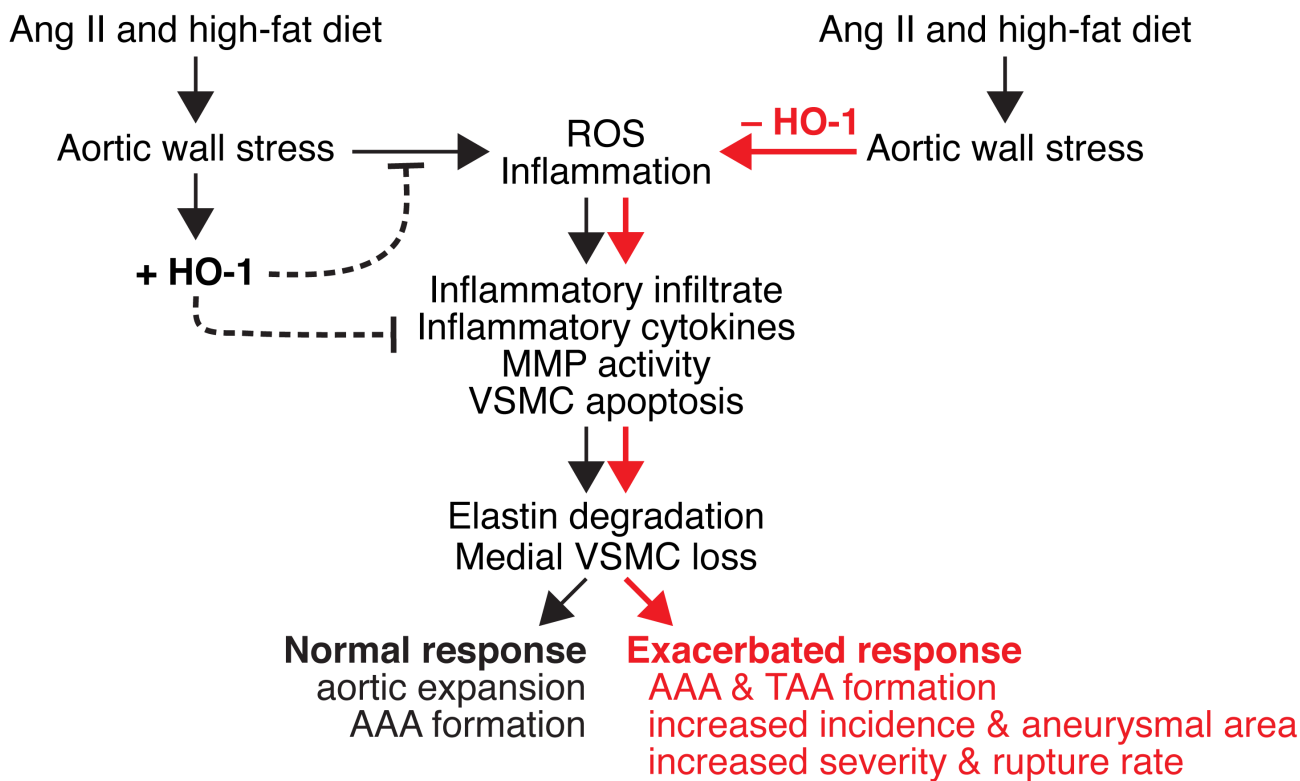 Ang II and high-fat diet
Ang II and high-fat diet
Aortic wall stress
ROS
Inflammation
– HO-1
Aortic wall stress
+ HO-1
Inflammatory infiltrate
Inflammatory cytokines
MMP activity
VSMC apoptosis
Elastin degradation
Medial VSMC loss
Normal response
aortic expansion
AAA formation
Exacerbated response
AAA & TAA formation
increased incidence & aneurysmal area
increased severity & rupture rate